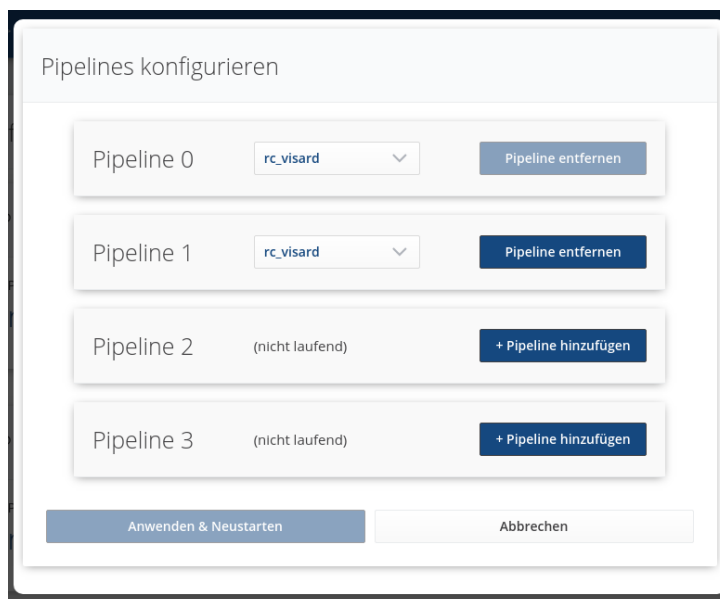 Pipelines konfigurieren
Pipeline 0 rc_visard Pipeline entfernen
Pipeline 1 rc_visard Pipeline entfernen
Pipeline 2 (nicht laufend) + Pipeline hinzufügen
Pipeline 3 (nicht laufend) + Pipeline hinzufügen
Anwenden & Neustarten Abbrechen